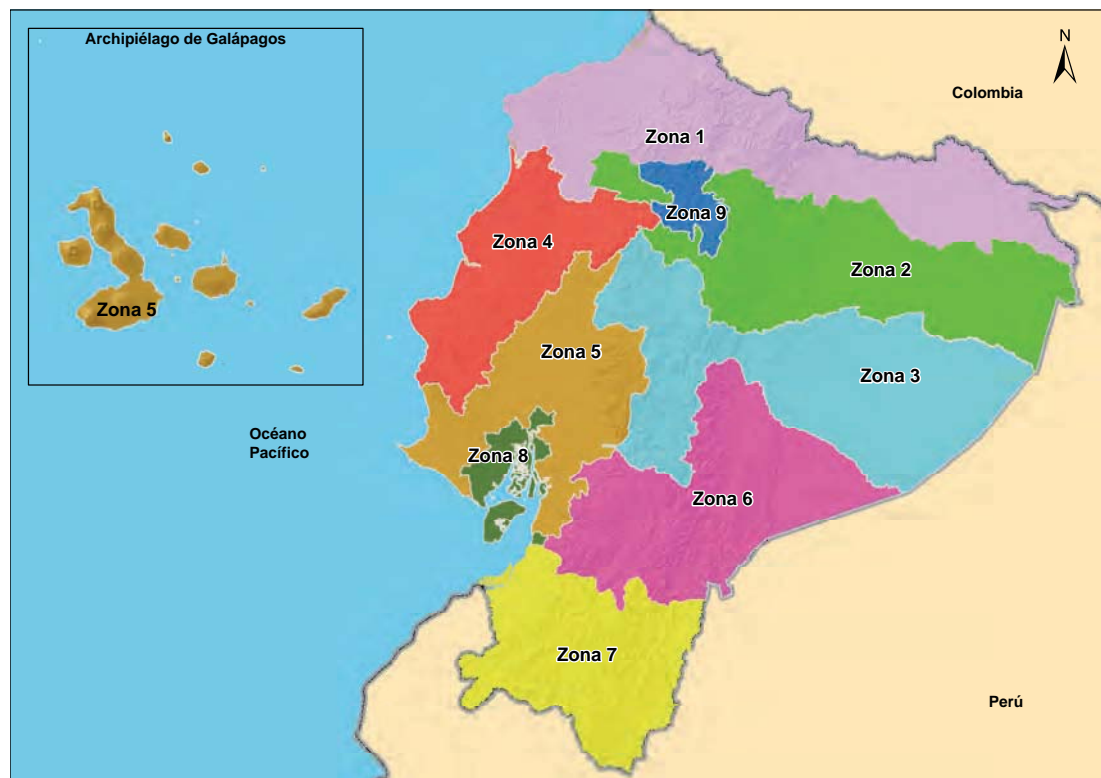 Archipiélago de Galápagos
N
Colombia
Zona 1
Zona 9
Zona 4
Zona 2
Zona 5
Zona 5
Zona 3
Océano
Pacífico
Zona 8
Zona 6
Zona 7
Perú